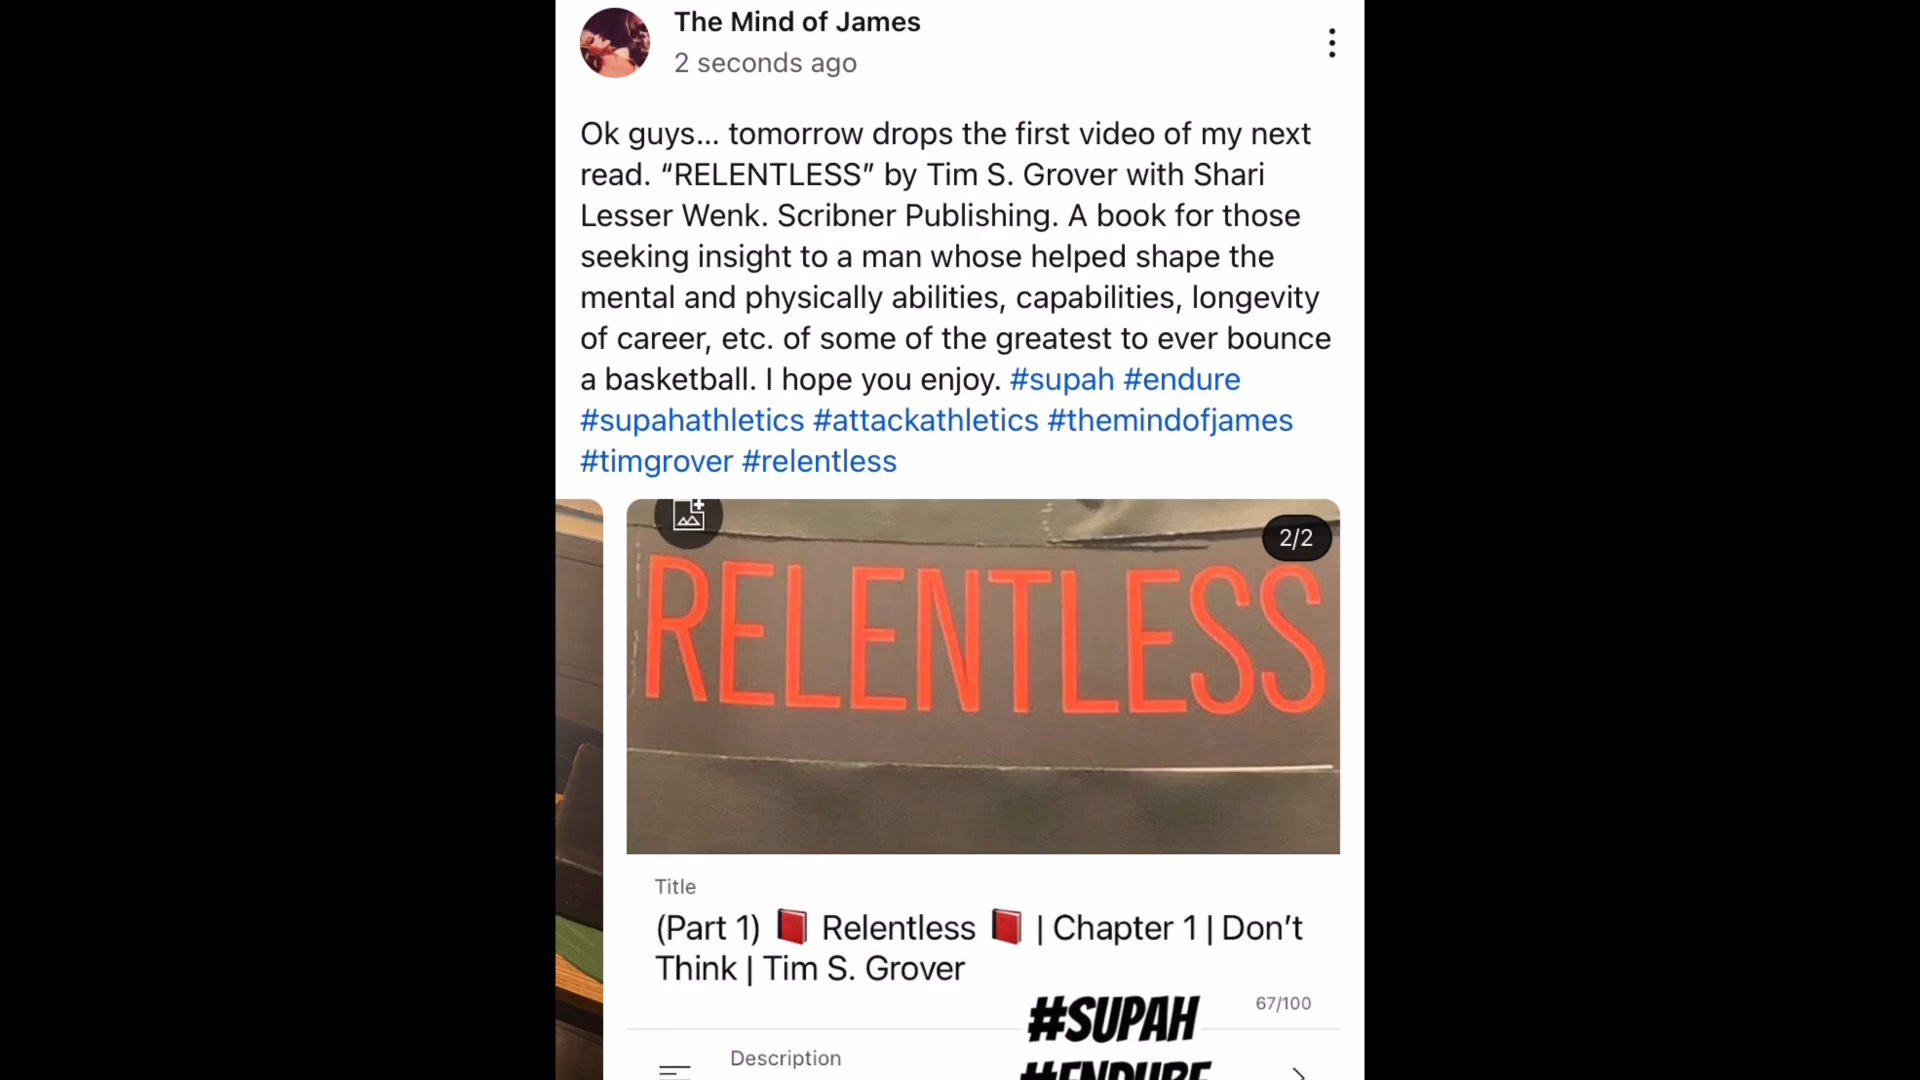 The Mind of James
2 seconds ago
Ok guys... tomorrow drops the first video of my next
read. “RELENTLESS” by Tim S. Grover with Shari
Lesser Wenk. Scribner Publishing. A book for those
seeking insight to a man whose helped shape the
mental and physically abilities, capabilities, longevity
of career, etc. of some of the greatest to ever bounce
a basketball. I hope you enjoy. #supah #endure
#supahathletics #attackathletics #themindofjames
#timgrover #relentless
2/2
RELENTLESS
Title
(Part 1) 📕 Relentless 📕 | Chapter 1 | Don’t
Think | Tim S. Grover
67/100
#SUPAH
Description
#ENDURE